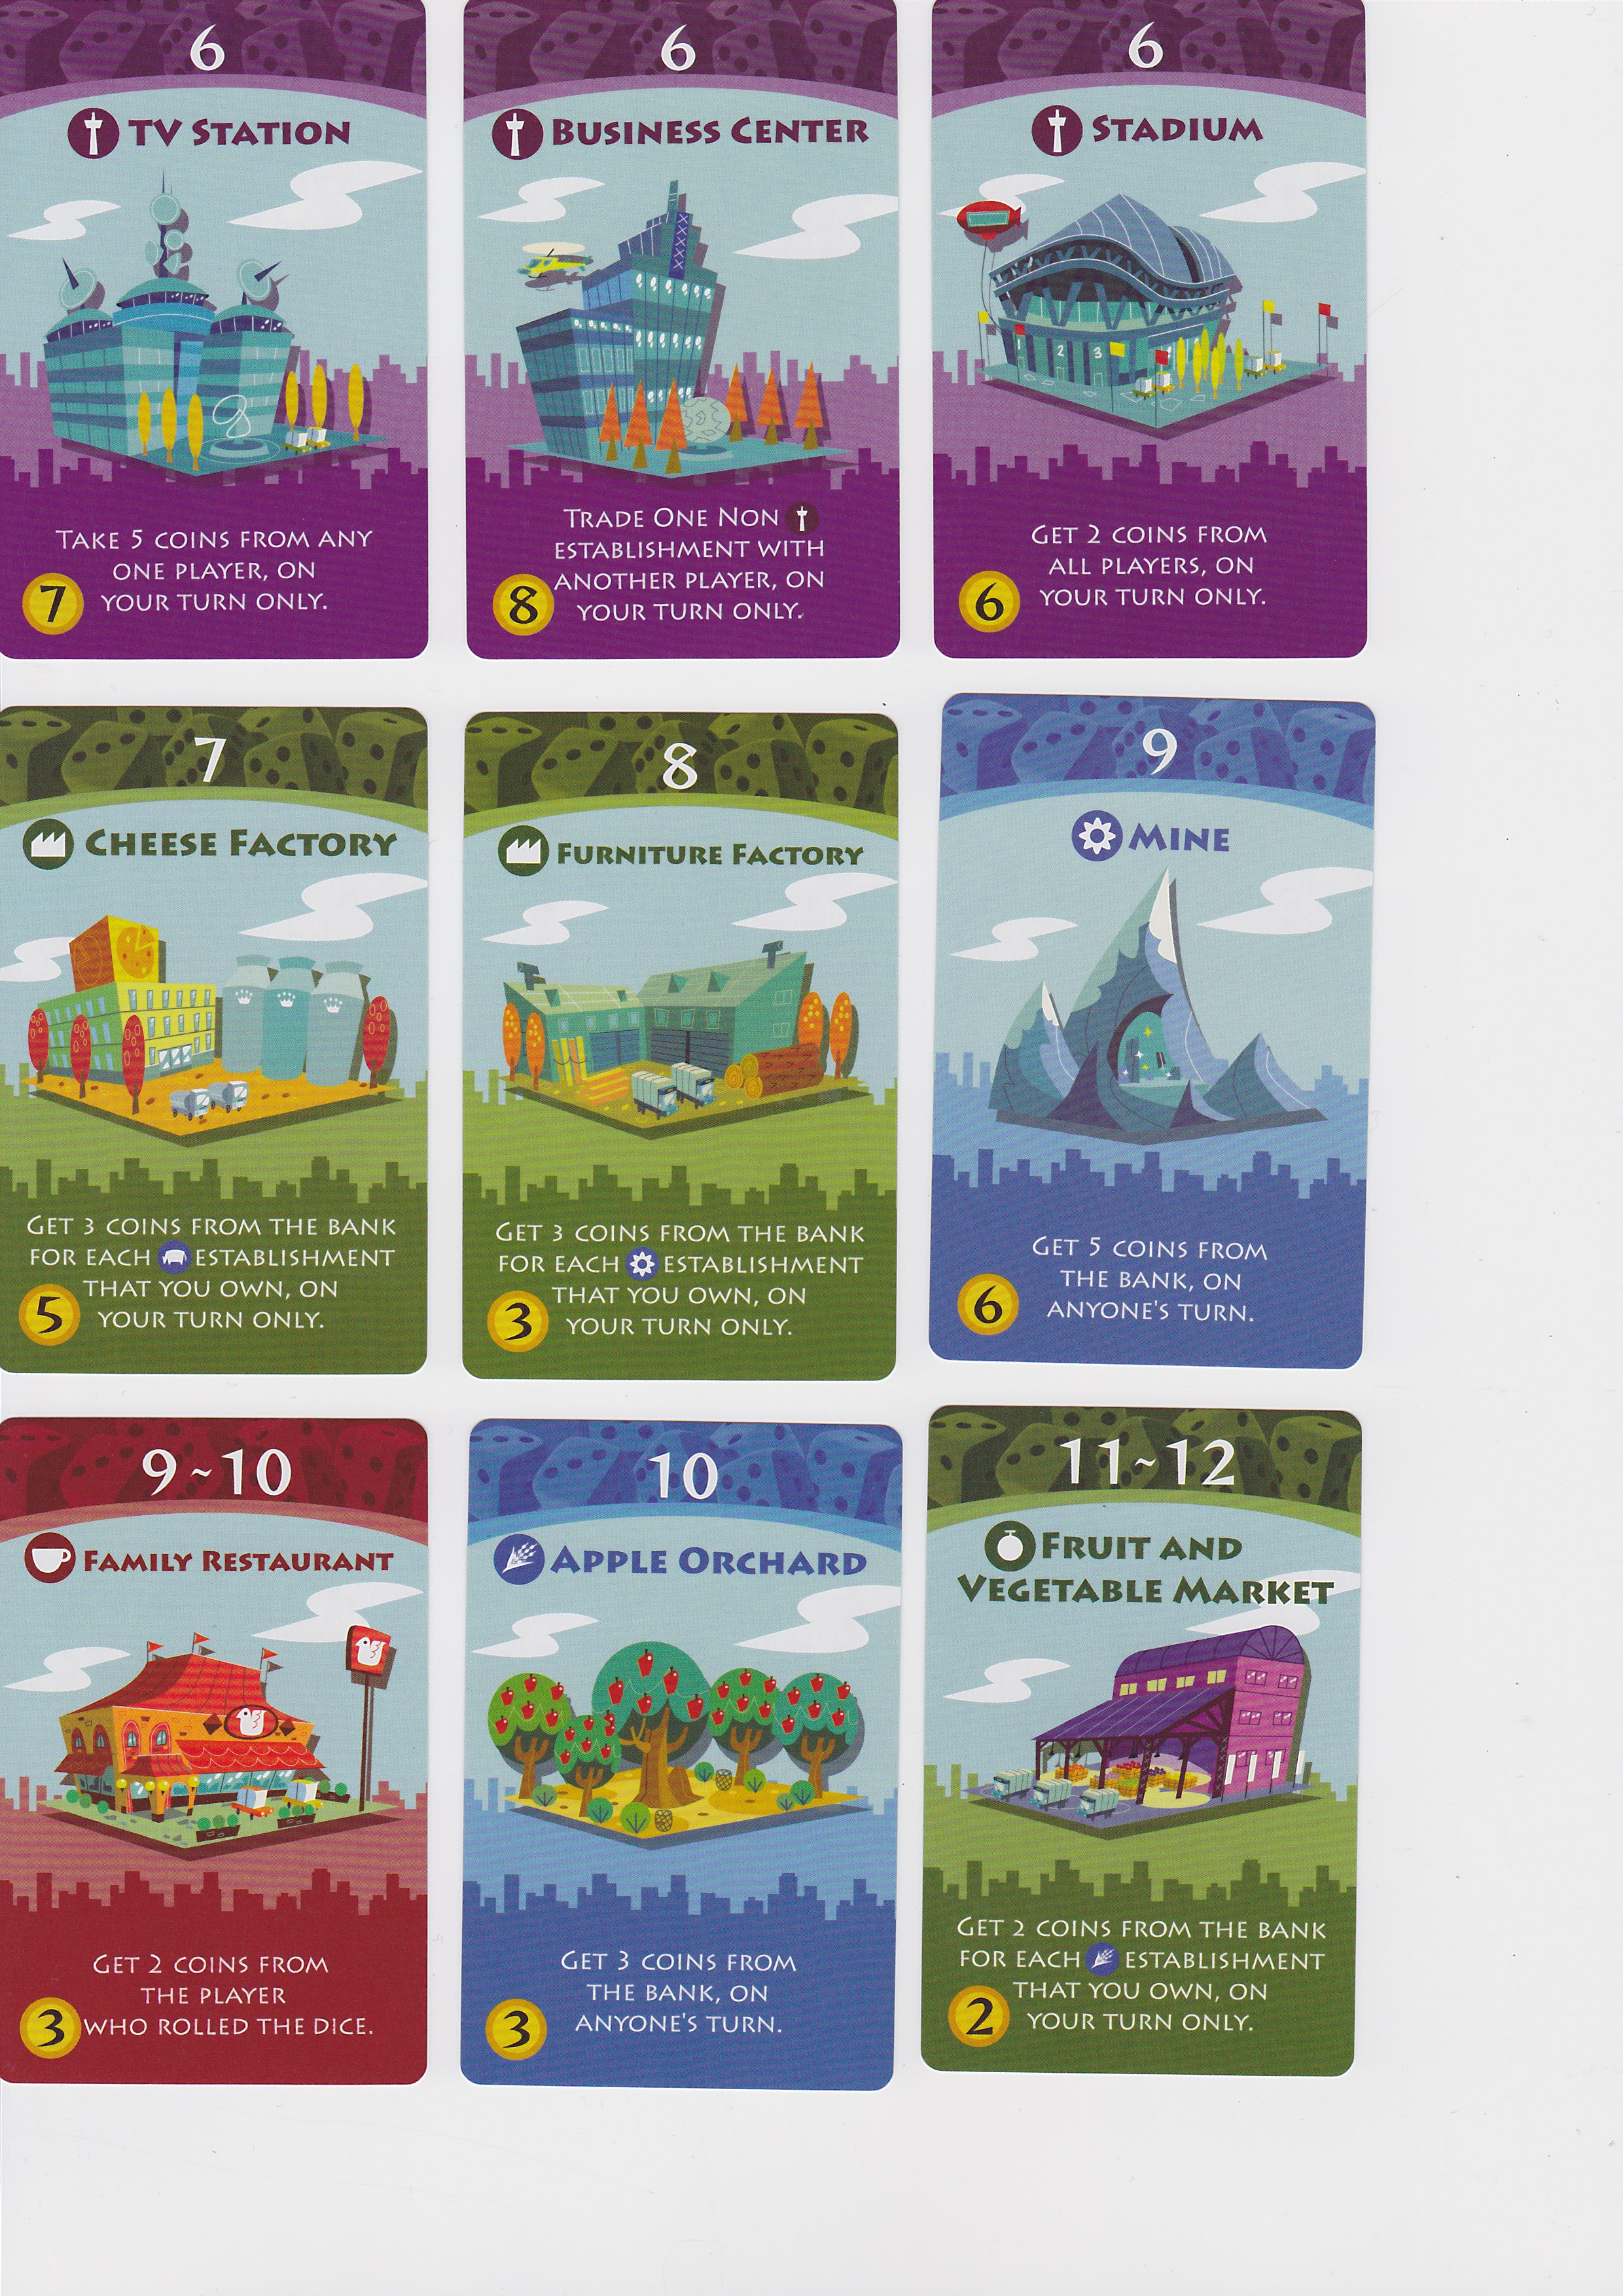 6
TV STATION
TAKE 5 COINS FROM ANY
ONE PLAYER, ON
YOUR TURN ONLY.
7
6
BUSINESS CENTER
TRADE ONE NON
ESTABLISHMENT WITH
ANOTHER PLAYER, ON
YOUR TURN ONLY.
8
6
STADIUM
1 2 3
GET 2 COINS FROM
ALL PLAYERS, ON
YOUR TURN ONLY.
6
7
CHEESE FACTORY
GET 3 COINS FROM THE BANK
FOR EACH ESTABLISHMENT
THAT YOU OWN, ON
YOUR TURN ONLY.
5
8
FURNITURE FACTORY
GET 3 COINS FROM THE BANK
FOR EACH ESTABLISHMENT
THAT YOU OWN, ON
YOUR TURN ONLY.
3
9
MINE
GET 5 COINS FROM
THE BANK, ON
ANYONE'S TURN.
6
9~10
FAMILY RESTAURANT
GET 2 COINS FROM
THE PLAYER
WHO ROLLED THE DICE.
3
10
APPLE ORCHARD
GET 3 COINS FROM
THE BANK, ON
ANYONE'S TURN.
3
11~12
FRUIT AND
VEGETABLE MARKET
GET 2 COINS FROM THE BANK
FOR EACH ESTABLISHMENT
THAT YOU OWN, ON
YOUR TURN ONLY.
2